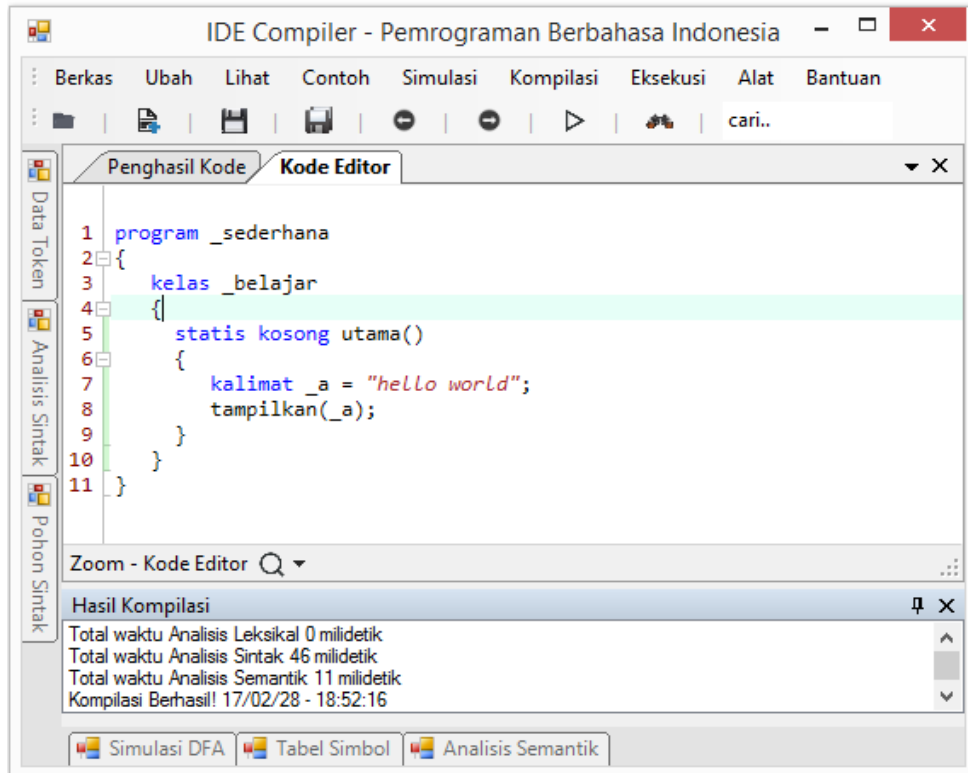 IDE Compiler - Pemrograman Berbahasa Indonesia
Berkas Ubah Lihat Contoh Simulasi Kompilasi Eksekusi Alat Bantuan
cari..
Data Token
Analisis Sintak
Pohon Sintak
Penghasil Kode Kode Editor
1 program _sederhana
2 {
3 kelas _belajar
4 {
5 statis kosong utama()
6 {
7 kalimat _a = "hello world";
8 tampilkan(_a);
9 }
10 }
11 }
Zoom - Kode Editor
Hasil Kompilasi
Total waktu Analisis Leksikal 0 milidetik
Total waktu Analisis Sintak 46 milidetik
Total waktu Analisis Semantik 11 milidetik
Kompilasi Berhasil! 17/02/28 - 18:52:16
Simulasi DFA Tabel Simbol Analisis Semantik